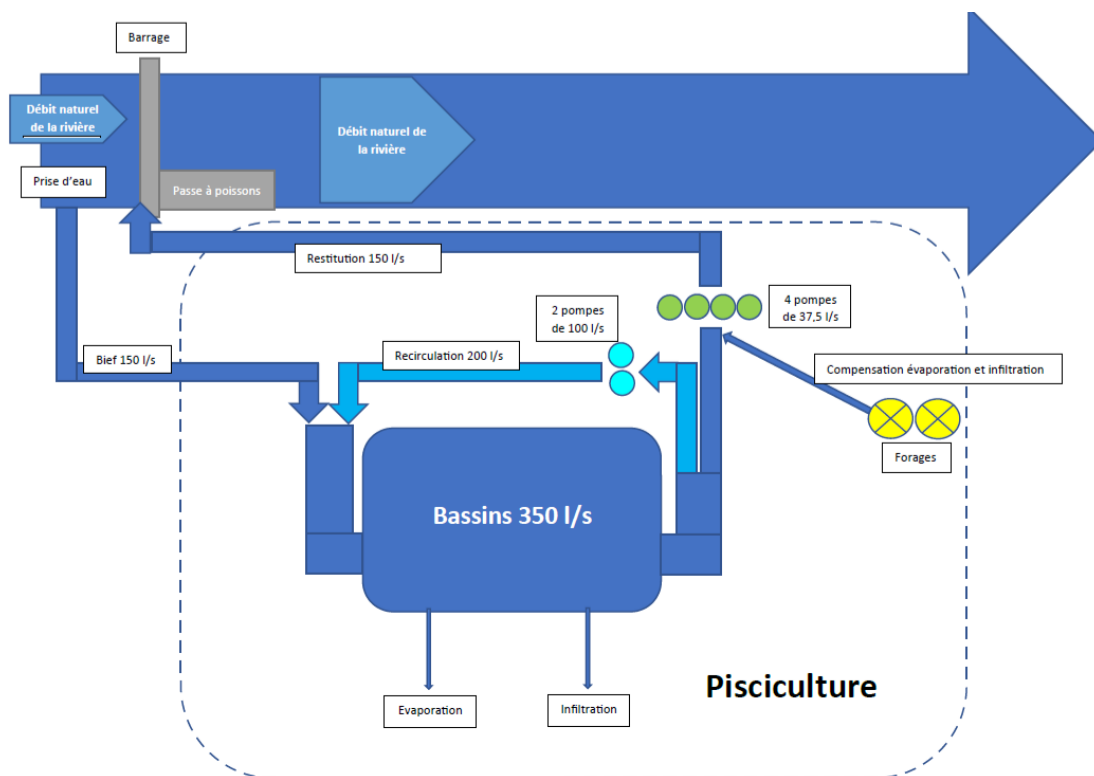 Barrage
Débit naturel
de la rivière
Débit naturel de
la rivière
Prise d'eau
Passe à poissons
Restitution 150 l/s
4 pompes
de 37,5 l/s
2 pompes
de 100 l/s
Bief 150 l/s
Recirculation 200 l/s
Compensation évaporation et infiltration
Forages
Bassins 350 l/s
Pisciculture
Evaporation
Infiltration